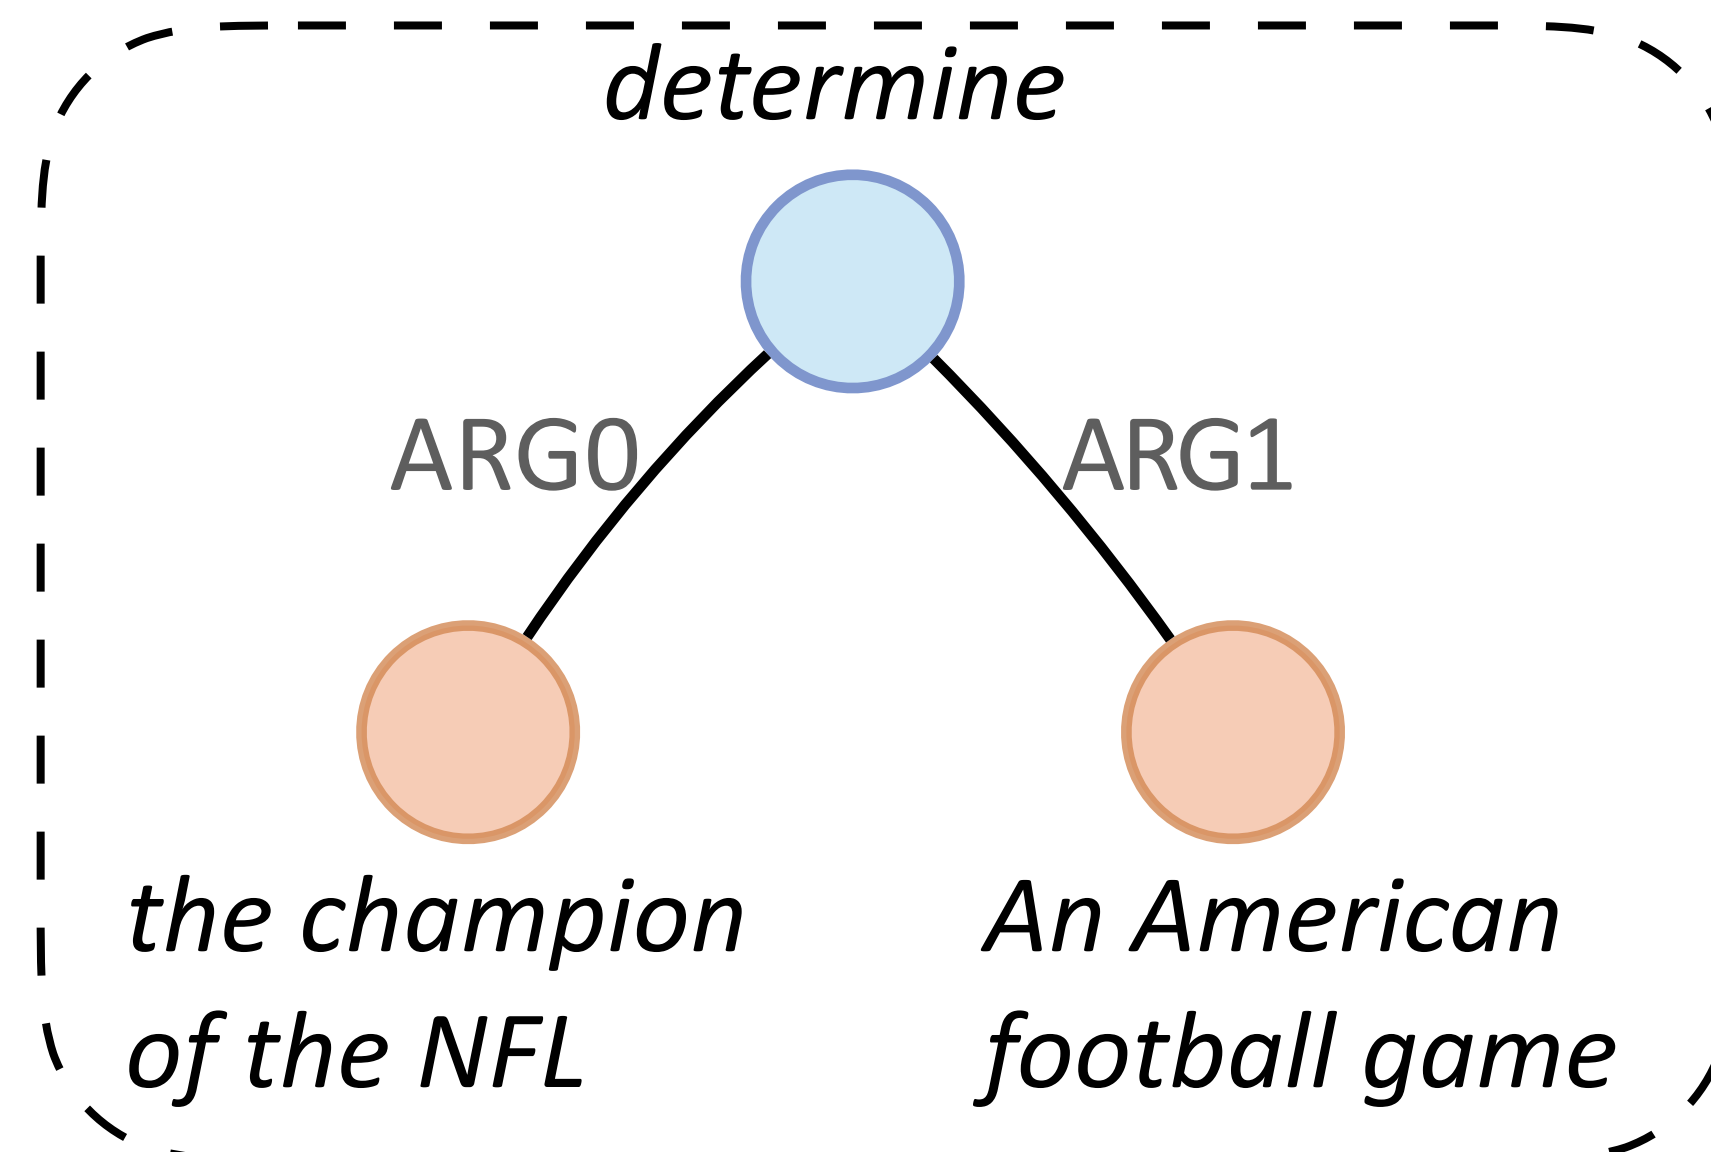 determine
ARG0 ARG1
the champion
of the NFL
An American
football game